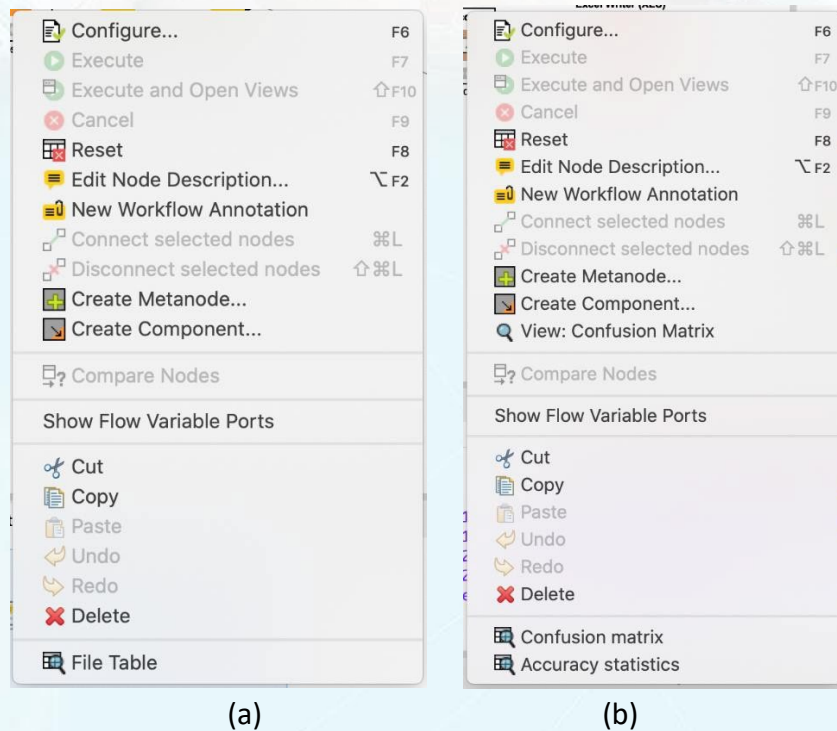 Configure... F6
Execute F7
Execute and Open Views ⇧F10
Cancel F9
Reset F8
Edit Node Description... ⌥F2
New Workflow Annotation
Connect selected nodes ⌘L
Disconnect selected nodes ⇧⌘L
Create Metanode...
Create Component...
Compare Nodes
Show Flow Variable Ports
Cut
Copy
Paste
Undo
Redo
Delete
File Table
(a)
Excel Writer (XLS)
Configure... F6
Execute F7
Execute and Open Views ⇧F10
Cancel F9
Reset F8
Edit Node Description... ⌥F2
New Workflow Annotation
Connect selected nodes ⌘L
Disconnect selected nodes ⇧⌘L
Create Metanode...
Create Component...
View: Confusion Matrix
Compare Nodes
Show Flow Variable Ports
Cut
Copy
Paste
Undo
Redo
Delete
Confusion matrix
Accuracy statistics
(b)